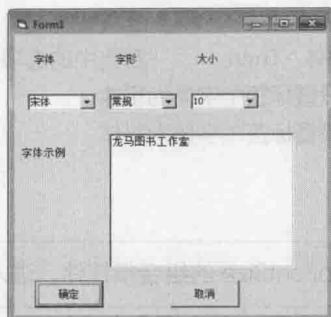 Form1
字体 字形 大小
宋体 常规 10
字体示例
龙马图书工作室
确定 取消